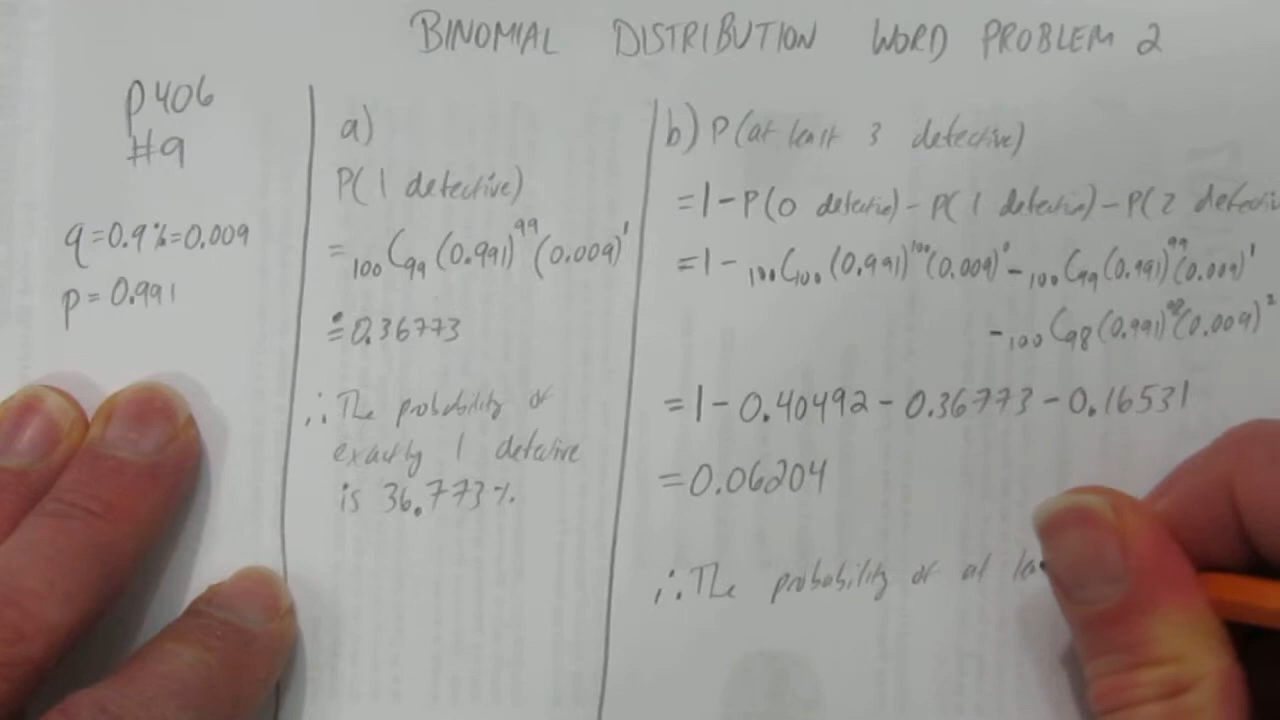 BINOMIAL DISTRIBUTION WORD PROBLEM 2
p406
#9
q=0.9%=0.009
p=0.991
a)
P(1 defective)
= ₁₀₀C₉₉ (0.991)⁹⁹ (0.009)¹
≐0.36773
∴ The probability of
exactly 1 defective
is 36.773%.
b) P(at least 3 defective)
=1-P(0 defective)-P(1 defective)-P(2
=1-₁₀₀C₁₀₀ (0.991)¹⁰⁰(0.009)⁰-₁₀₀C₉₉(0.991)⁹⁹(0.009)¹
-₁₀₀C₉₈(0.991)⁹⁸(0.009)²
=1-0.40492-0.36773-0.16531
=0.06204
∴ The probability of at